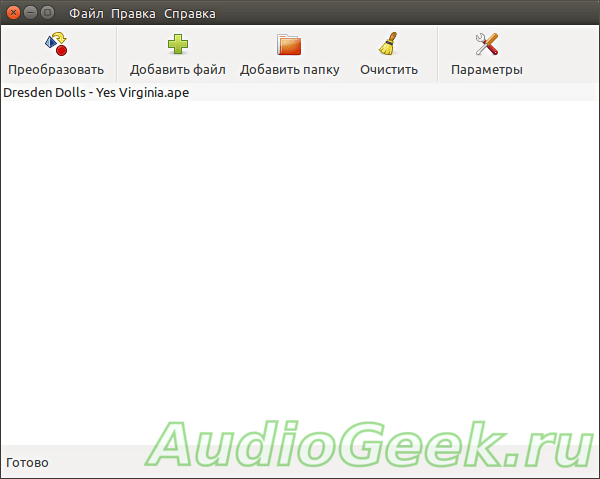 Файл Правка Справка
Преобразовать Добавить файл Добавить папку Очистить Параметры
Dresden Dolls - Yes Virginia.ape
AudioGeek.ru
Готово